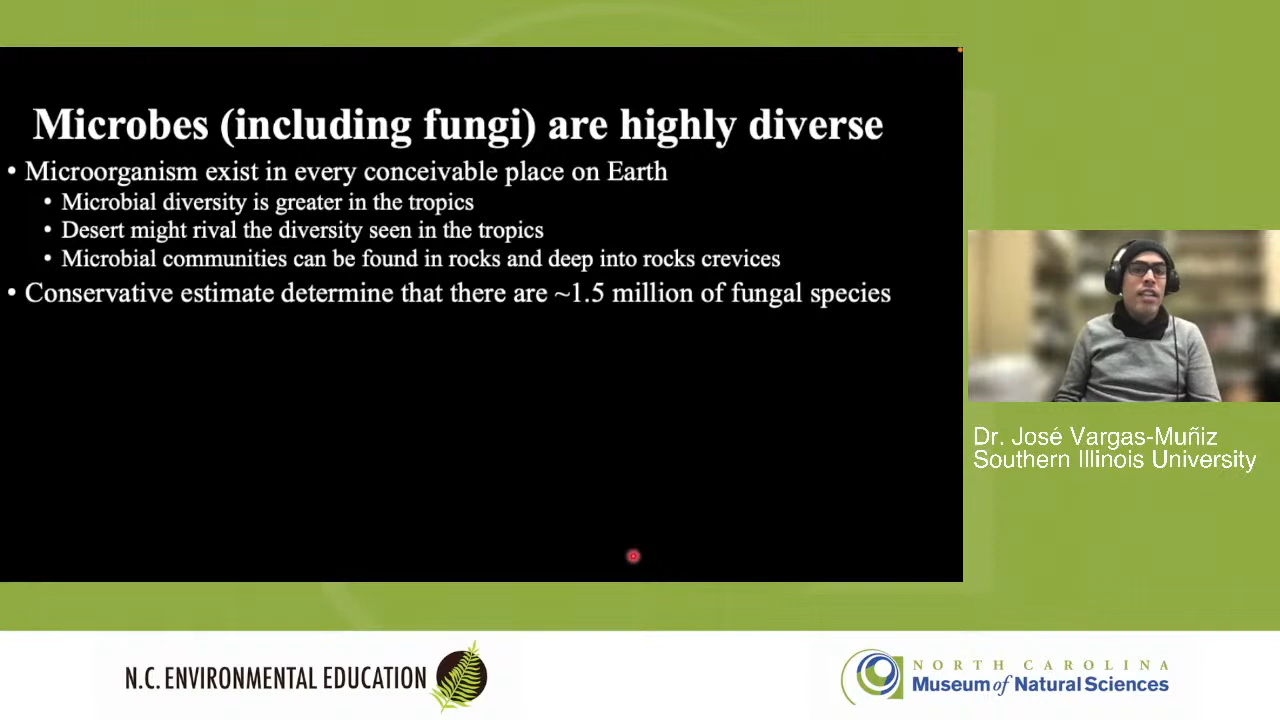 Microbes (including fungi) are highly diverse
• Microorganism exist in every conceivable place on Earth
• Microbial diversity is greater in the tropics
• Desert might rival the diversity seen in the tropics
• Microbial communities can be found in rocks and deep into rocks crevices
• Conservative estimate determine that there are ~1.5 million of fungal species
Dr. José Vargas-Muñiz
Southern Illinois University
N.C. ENVIRONMENTAL EDUCATION
NORTH CAROLINA
Museum of Natural Sciences